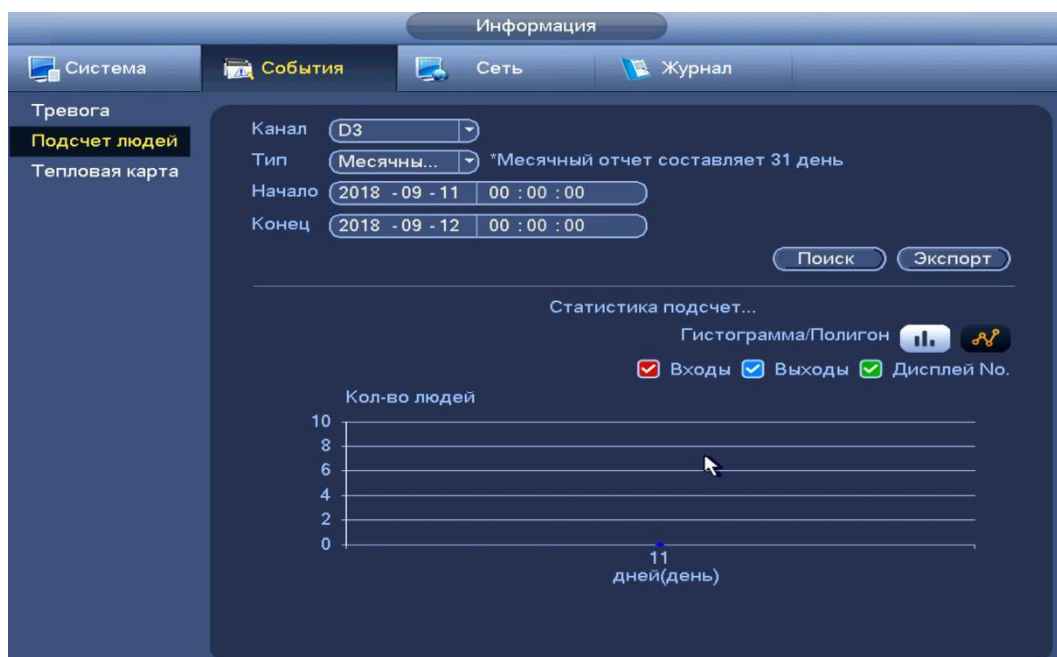 Информация
Система События Сеть Журнал
Тревога
Подсчет людей
Тепловая карта
Канал D3
Тип Месячны... *Месячный отчет составляет 31 день
Начало 2018 - 09 - 11 00 : 00 : 00
Конец 2018 - 09 - 12 00 : 00 : 00
Поиск Экспорт
Статистика подсчет...
Гистограмма/Полигон
Входы Выходы Дисплей No.
Кол-во людей
10
8
6
4
2
0
11
дней(день)